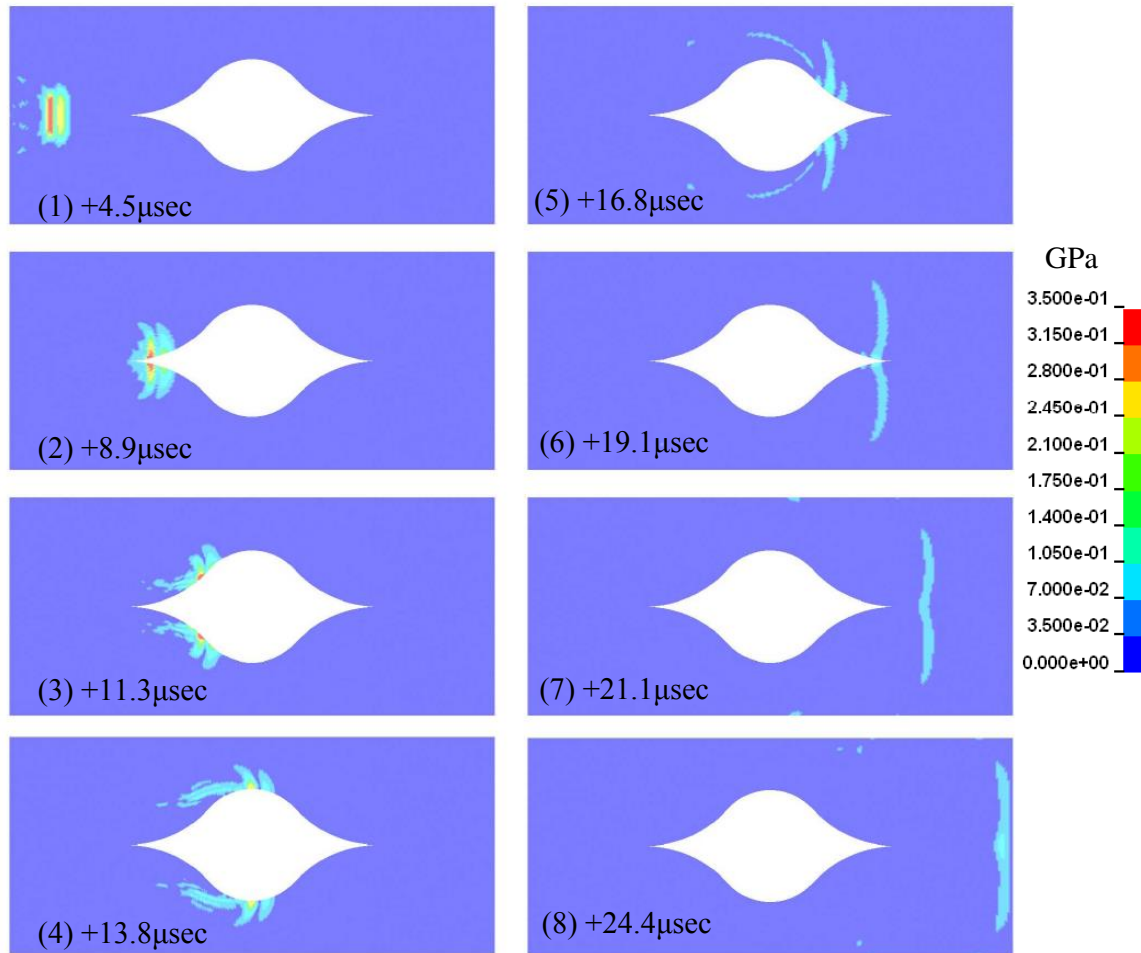 (1) +4.5μsec
(2) +8.9μsec
(3) +11.3μsec
(4) +13.8μsec
(5) +16.8μsec
(6) +19.1μsec
(7) +21.1μsec
(8) +24.4μsec
GPa
3.500e-01
3.150e-01
2.800e-01
2.450e-01
2.100e-01
1.750e-01
1.400e-01
1.050e-01
7.000e-02
3.500e-02
0.000e+00